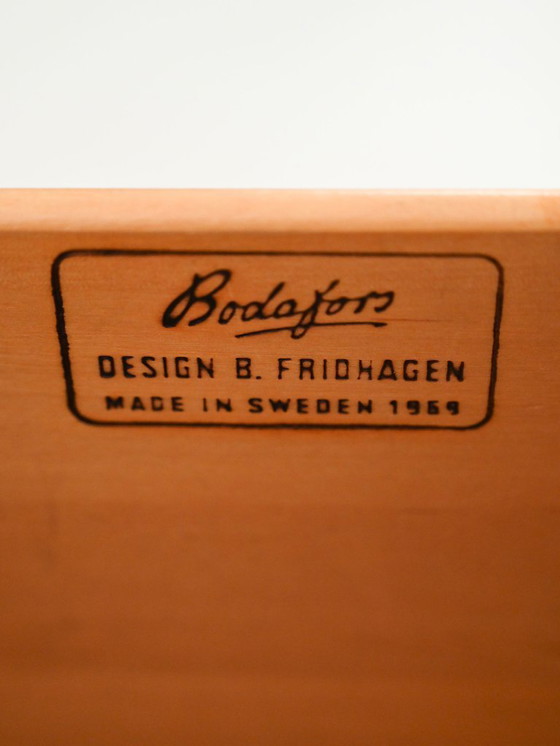 Bodafors
DESIGN B. FRIDHAGEN
MADE IN SWEDEN 1969